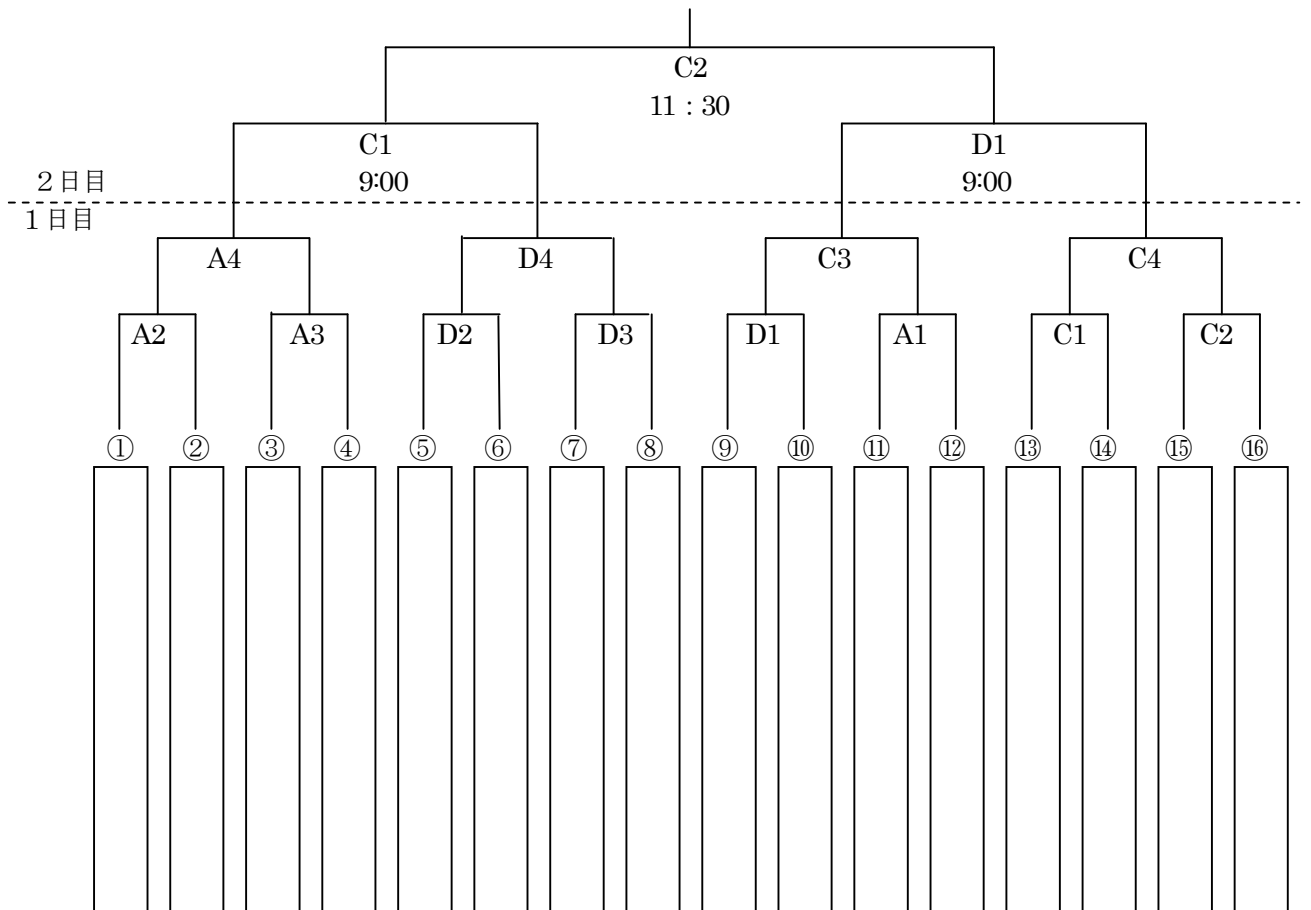 C2
11：30
C1 D1
２日目 9:00 9:00
１日目
A4 D4 C3 C4
A2 A3 D2 D3 D1 A1 C1 C2
① ② ③ ④ ⑤ ⑥ ⑦ ⑧ ⑨ ⑩ ⑪ ⑫ ⑬ ⑭ ⑮ ⑯